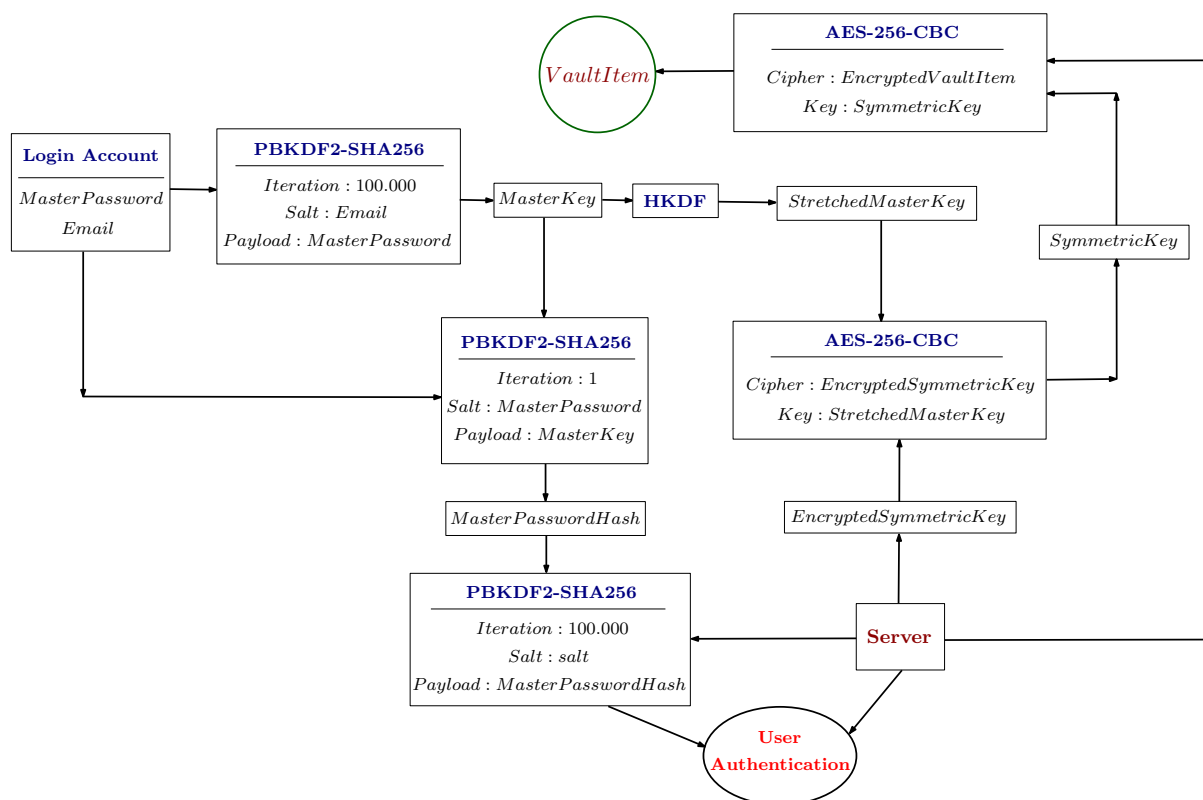 AES-256-CBC
Cipher : EncryptedVaultItem
Key : SymmetricKey
VaultItem
Login Account
MasterPassword
Email
PBKDF2-SHA256
Iteration : 100.000
Salt : Email
Payload : MasterPassword
MasterKey
HKDF
StretchedMasterKey
SymmetricKey
PBKDF2-SHA256
Iteration : 1
Salt : MasterPassword
Payload : MasterKey
AES-256-CBC
Cipher : EncryptedSymmetricKey
Key : StretchedMasterKey
MasterPasswordHash
EncryptedSymmetricKey
PBKDF2-SHA256
Iteration : 100.000
Salt : salt
Payload : MasterPasswordHash
Server
User
Authentication